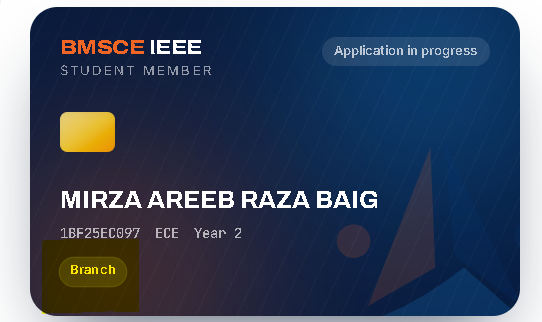 BMSCE IEEE
Application in progress
STUDENT MEMBER
MIRZA AREEB RAZA BAIG
1BF25EC097 ECE Year 2
Branch